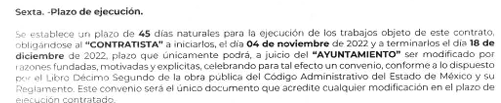 Sexta. -Plazo de ejecución.
Se establece un plazo de 45 días naturales para la ejecución de los trabajos objeto de este contrato,
obligándose al "CONTRATISTA" a iniciarlos, el día 04 de noviembre de 2022 y a terminarlos el día 18 de
diciembre de 2022, plazo que únicamente podrá, a juicio del "AYUNTAMIENTO" ser modificado por
razones fundadas, motivadas y explicitas, celebrando para tal efecto un convenio, conforme a lo dispuesto
por el Libro Décimo Segundo de la obra pública del Código Administrativo del Estado de México y su
Reglamento. Este convenio será el único documento que acredite cualquier modificación en el plazo de
ejecución contratado.